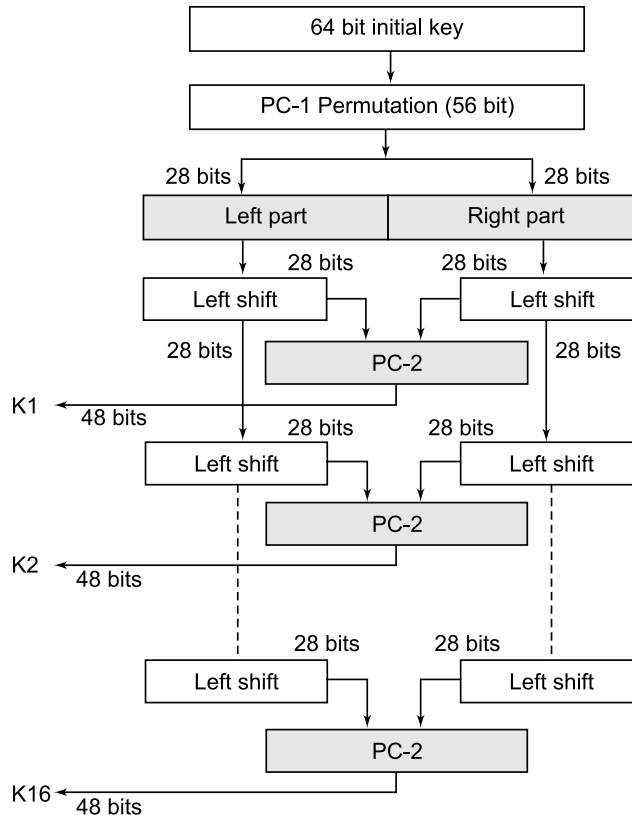 64 bit initial key
PC-1 Permutation (56 bit)
28 bits 28 bits
Left part Right part
28 bits 28 bits
Left shift Left shift
28 bits 28 bits
PC-2
K1
48 bits
28 bits 28 bits
Left shift Left shift
PC-2
K2
48 bits
28 bits 28 bits
Left shift Left shift
PC-2
K16
48 bits